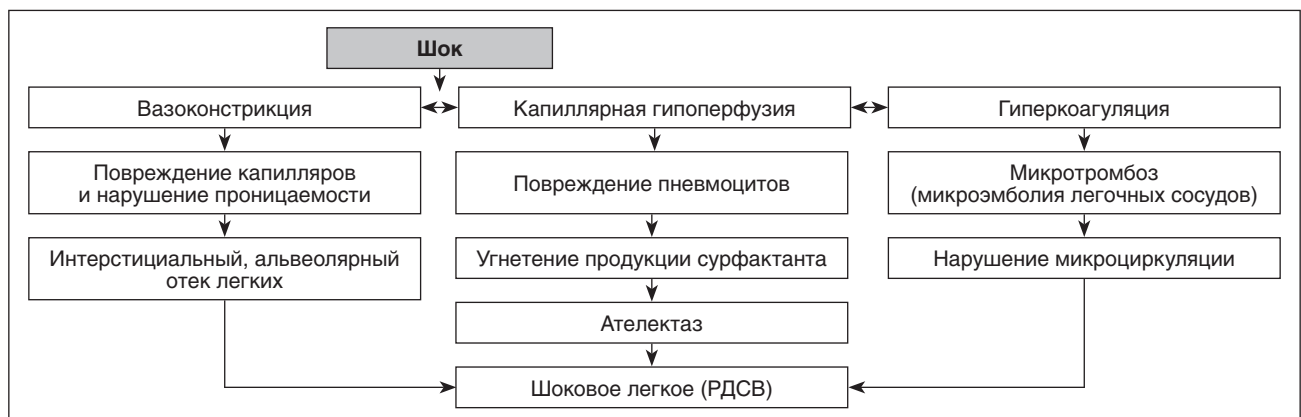 Шок
Вазоконстрикция
Капиллярная гипоперфузия
Гиперкоагуляция
Повреждение капилляров
и нарушение проницаемости
Повреждение пневмоцитов
Микротромбоз
(микроэмболия легочных сосудов)
Интерстициальный, альвеолярный
отек легких
Угнетение продукции сурфактанта
Нарушение микроциркуляции
Ателектаз
Шоковое легкое (РДСВ)